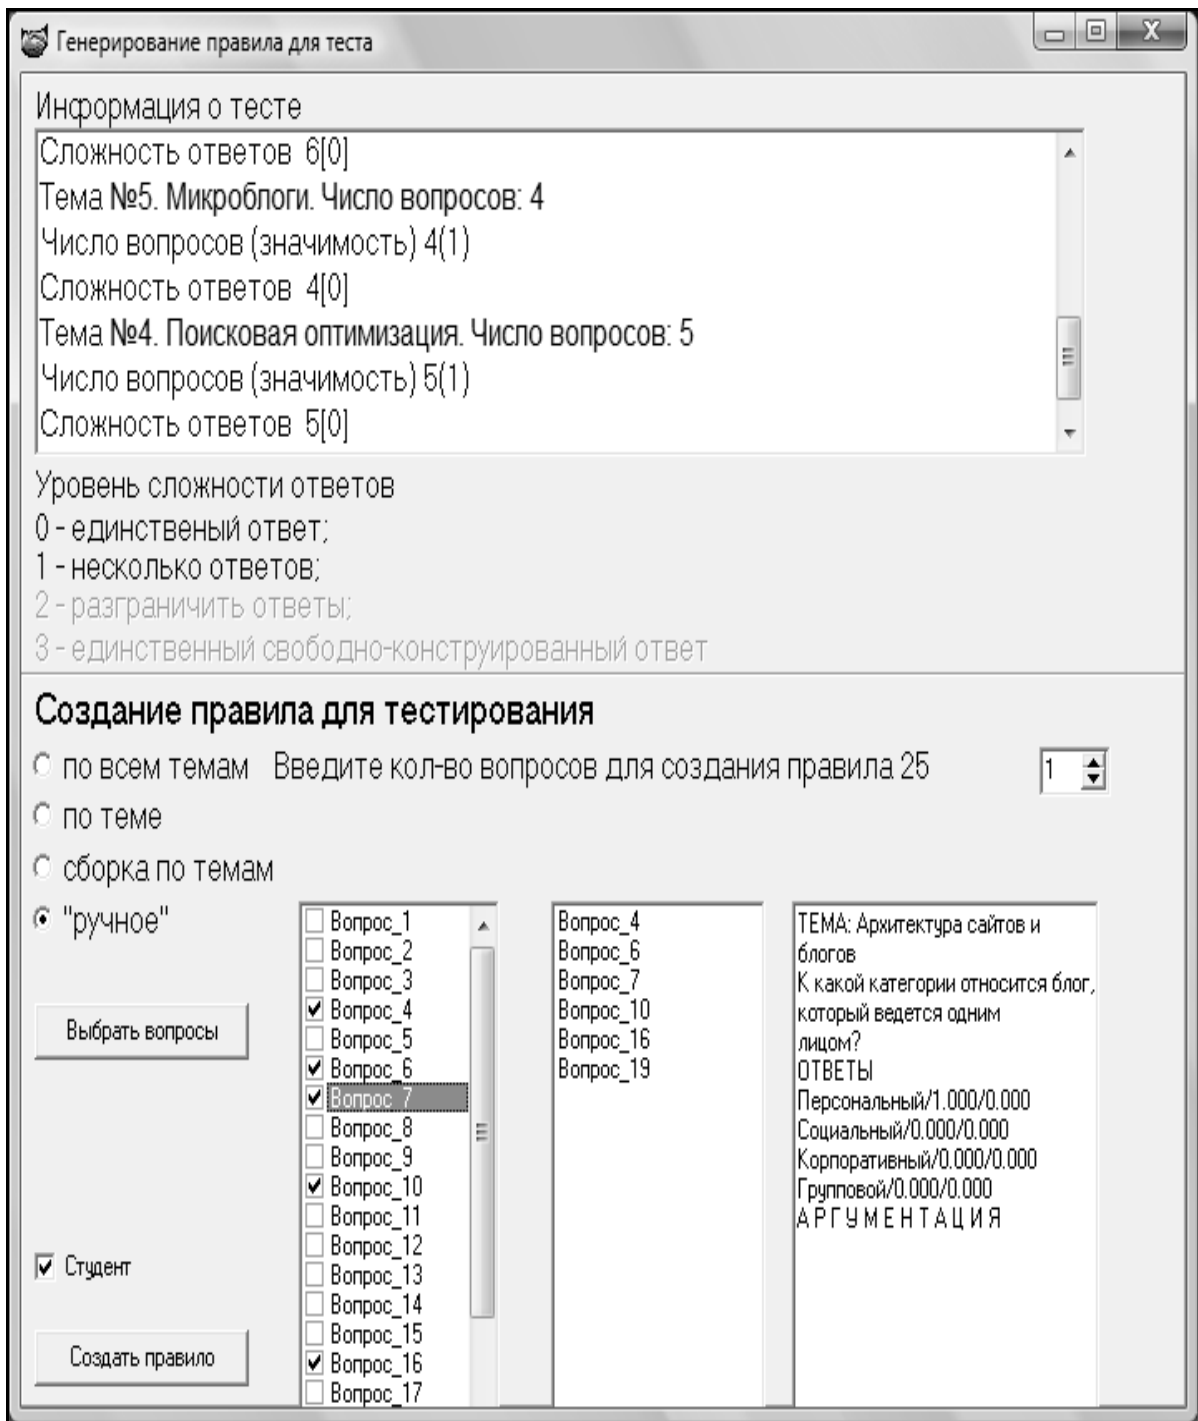 Генерирование правила для теста
Информация о тесте
Сложность ответов 6[0]
Тема №5. Микроблоги. Число вопросов: 4
Число вопросов (значимость) 4(1)
Сложность ответов 4[0]
Тема №4. Поисковая оптимизация. Число вопросов: 5
Число вопросов (значимость) 5(1)
Сложность ответов 5[0]
Уровень сложности ответов
0 - единственый ответ;
1 - несколько ответов;
2 - разграничить ответы;
3 - единственный свободно-конструированный ответ
Создание правила для тестирования
по всем темам Введите кол-во вопросов для создания правила 25 1
по теме
сборка по темам
"ручное"
Выбрать вопросы
Студент
Создать правило
Вопрос_1
Вопрос_2
Вопрос_3
Вопрос_4
Вопрос_5
Вопрос_6
Вопрос_7
Вопрос_8
Вопрос_9
Вопрос_10
Вопрос_11
Вопрос_12
Вопрос_13
Вопрос_14
Вопрос_15
Вопрос_16
Вопрос_17
Вопрос_4
Вопрос_6
Вопрос_7
Вопрос_10
Вопрос_16
Вопрос_19
ТЕМА: Архитектура сайтов и
блогов
К какой категории относится блог,
который ведется одним
лицом?
ОТВЕТЫ
Персональный/1.000/0.000
Социальный/0.000/0.000
Корпоративный/0.000/0.000
Групповой/0.000/0.000
А Р Г У М Е Н Т А Ц И Я